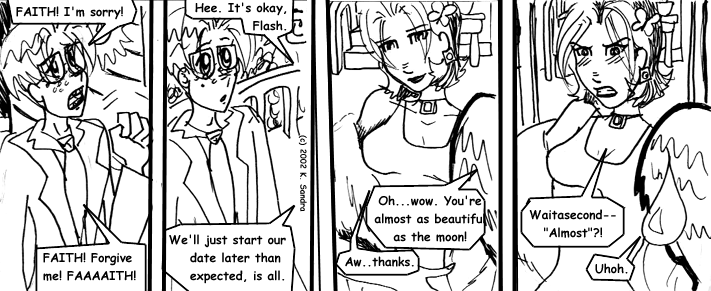 FAITH! I'm sorry!
FAITH! Forgive
me! FAAAAITH!
Hee. It's okay,
Flash.
We'll just start our
date later than
expected, is all.
(c) 2002 K. Sandra
Oh...wow. You're
almost as beautiful
as the moon!
Aw..thanks.
Waitasecond--
"Almost"?!
Uhoh.